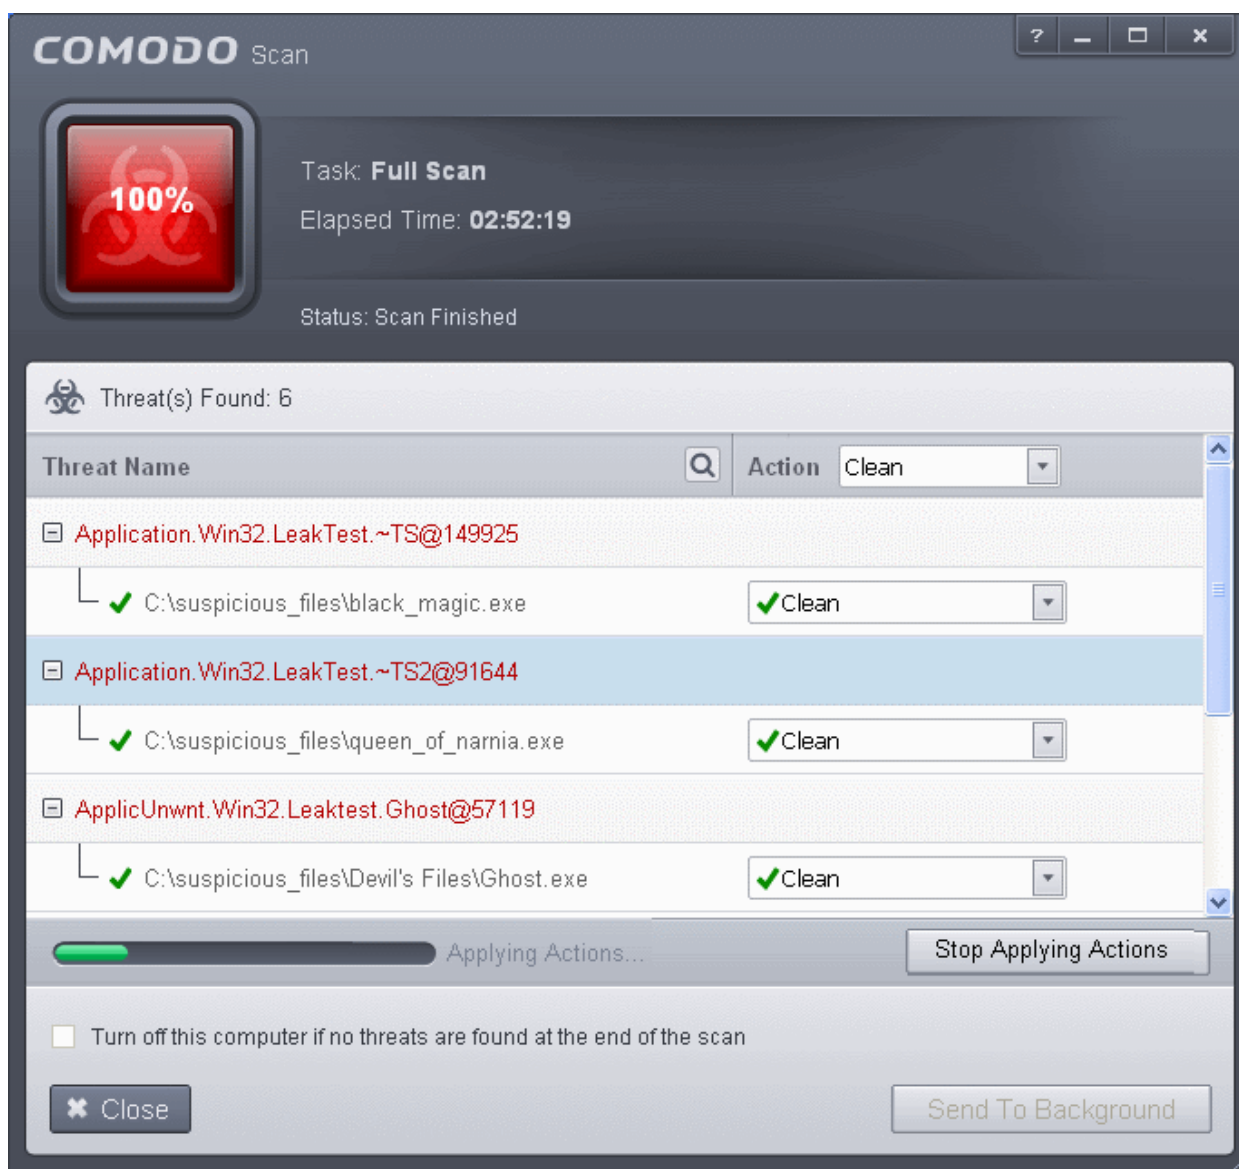 COMODO Scan
?
100%
Task: Full Scan
Elapsed Time: 02:52:19
Status: Scan Finished
Threat(s) Found: 6
Threat Name Action Clean
Application.Win32.LeakTest.~TS@149925
C:\suspicious_files\black_magic.exe Clean
Application.Win32.LeakTest.~TS2@91644
C:\suspicious_files\queen_of_narnia.exe Clean
ApplicUnwnt.Win32.Leaktest.Ghost@57119
C:\suspicious_files\Devil's Files\Ghost.exe Clean
Applying Actions... Stop Applying Actions
Turn off this computer if no threats are found at the end of the scan
Close Send To Background